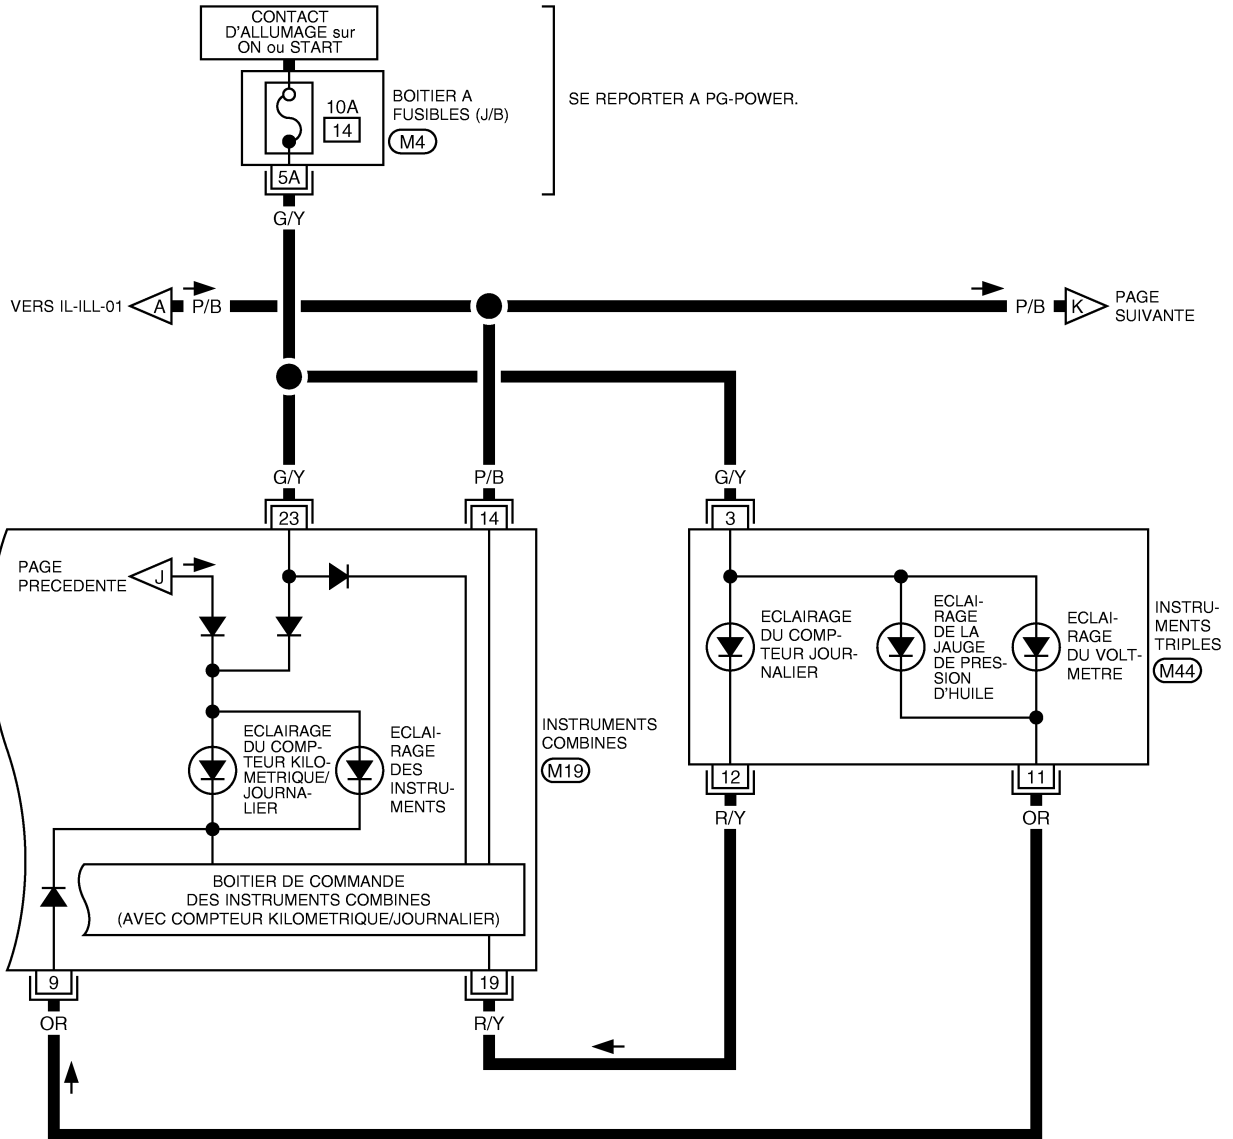 CONTACT
D'ALLUMAGE sur
ON ou START
10A
14
BOITIER A
FUSIBLES (J/B)
M4
SE REPORTER A PG-POWER.
5A
G/Y
VERS IL-ILL-01
A
P/B
P/B
K
PAGE
SUIVANTE
G/Y
P/B
G/Y
23
14
3
PAGE
PRECEDENTE
J
ECLAIRAGE
DU COMP-
TEUR JOUR-
NALIER
ECLAI-
RAGE
DE LA
JAUGE
DE PRES-
SION
D'HUILE
ECLAI-
RAGE
DU VOLT-
METRE
INSTRU-
MENTS
TRIPLES
M44
ECLAIRAGE
DU COMP-
TEUR KILO-
METRIQUE/
JOURNA-
LIER
ECLAI-
RAGE
DES
INSTRU-
MENTS
INSTRUMENTS
COMBINES
M19
12
11
R/Y
OR
BOITIER DE COMMANDE
DES INSTRUMENTS COMBINES
(AVEC COMPTEUR KILOMETRIQUE/JOURNALIER)
9
19
OR
R/Y